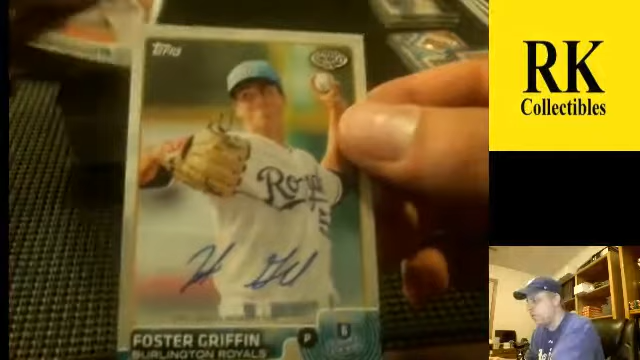 topps
Royals
FOSTER GRIFFIN
P
BURLINGTON ROYALS
RK
Collectibles